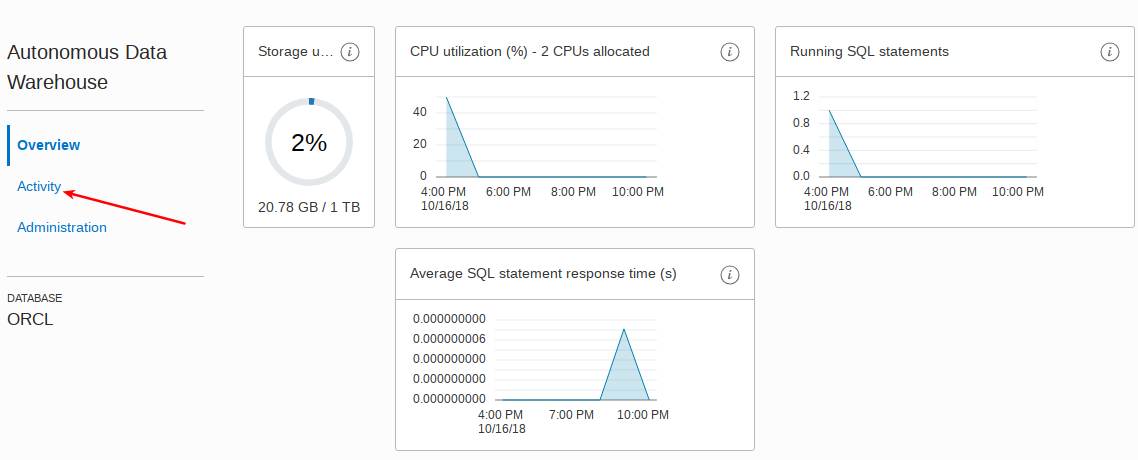 Autonomous Data
Warehouse
Overview
Activity
Administration
DATABASE
ORCL
Storage u...
i
2%
20.78 GB / 1 TB
CPU utilization (%) - 2 CPUs allocated
i
40
20
0
4:00 PM 6:00 PM 8:00 PM 10:00 PM
10/16/18
Running SQL statements
i
1.2
0.8
0.4
0.0
4:00 PM 6:00 PM 8:00 PM 10:00 PM
10/16/18
Average SQL statement response time (s)
i
0.000000000
0.000000006
0.000000000
0.000000000
0.000000000
4:00 PM 7:00 PM 10:00 PM
10/16/18